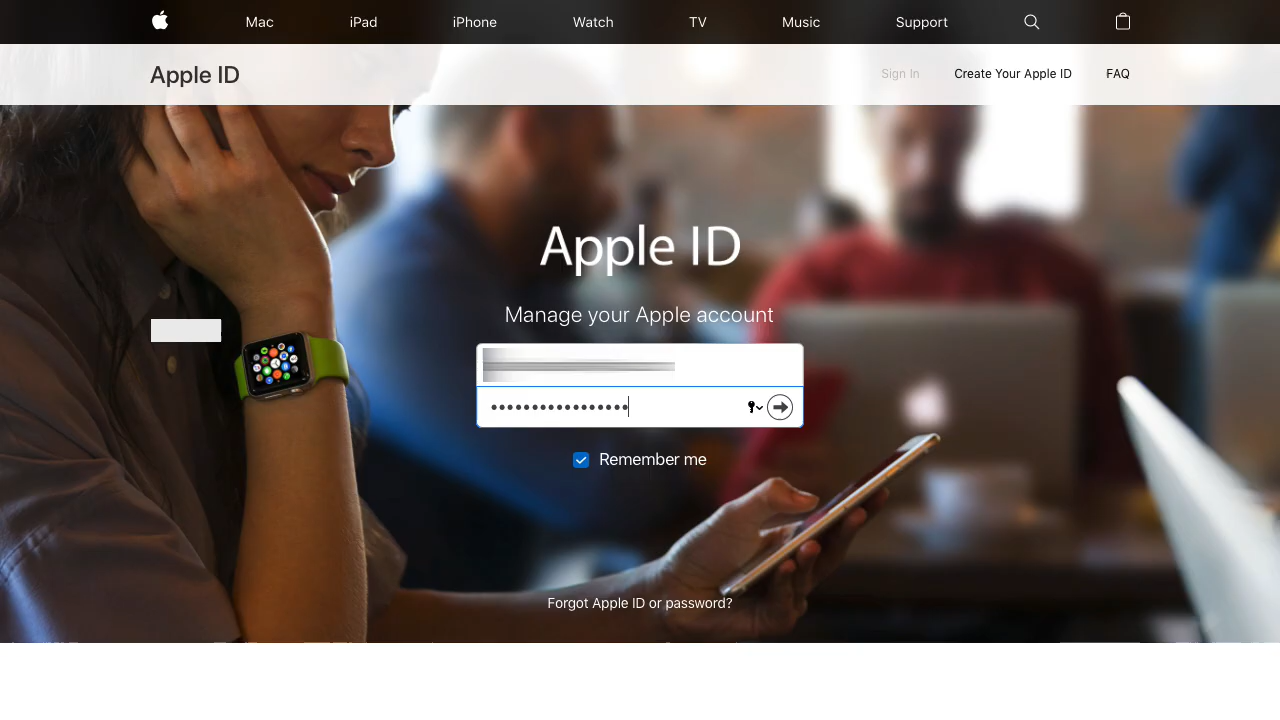 Mac iPad iPhone Watch TV Music Support
Apple ID
Sign In Create Your Apple ID FAQ
Apple ID
Manage your Apple account
•••••••••••••••••
Remember me
Forgot Apple ID or password?